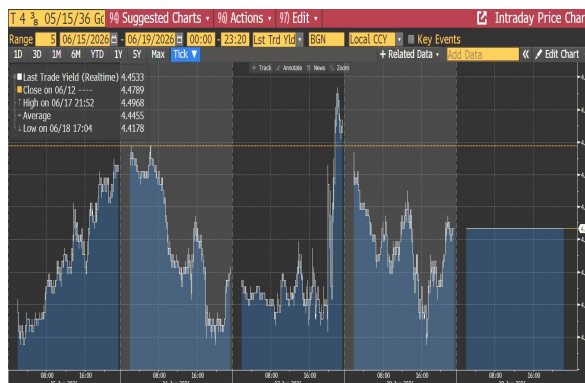 T 4 ⅜ 05/15/36 Go 94) Suggested Charts 96) Actions 97) Edit Intraday Price Char
Range 5 06/15/2026 - 06/19/2026 00:00 - 23:20 Lst Trd Yld BGN Local CCY Key Events
1D 3D 1M 6M YTD 1Y 5Y Max Tick ▼ + Related Data Add Data « Edit Chart
+ Track Annotate News Zoom
Last Trade Yield (Realtime) 4.4533
Close on 06/12 ---- 4.4789
High on 06/17 21:52 4.4968
Average 4.4455
Low on 06/18 17:04 4.4178
08:00 16:00 08:00 16:00 08:00 16:00 08:00 16:00 08:00 16:00